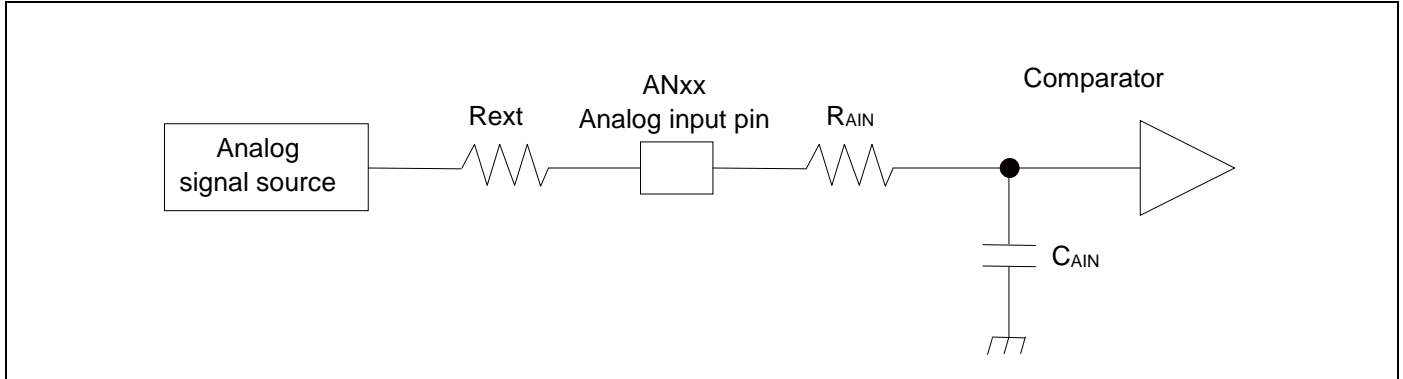 ANxx
Analog input pin
Comparator
Analog
signal source
Rext
RAIN
CAIN